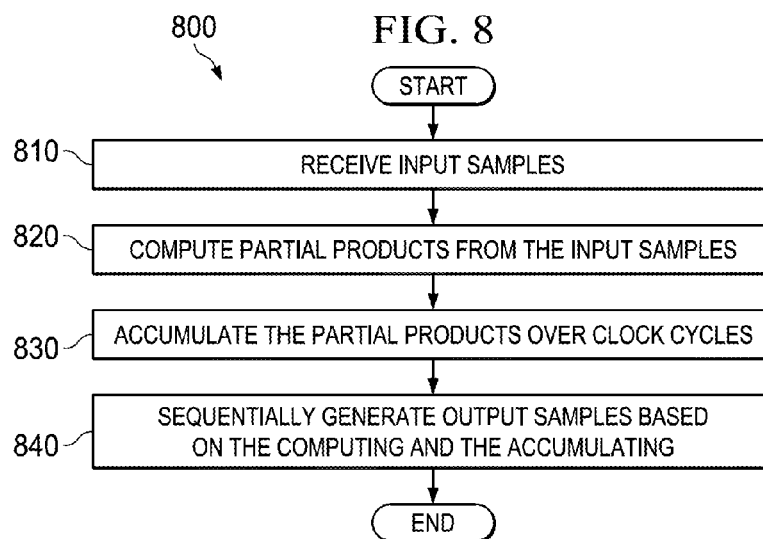 800
FIG. 8
START
810
RECEIVE INPUT SAMPLES
820
COMPUTE PARTIAL PRODUCTS FROM THE INPUT SAMPLES
830
ACCUMULATE THE PARTIAL PRODUCTS OVER CLOCK CYCLES
840
SEQUENTIALLY GENERATE OUTPUT SAMPLES BASED
ON THE COMPUTING AND THE ACCUMULATING
END